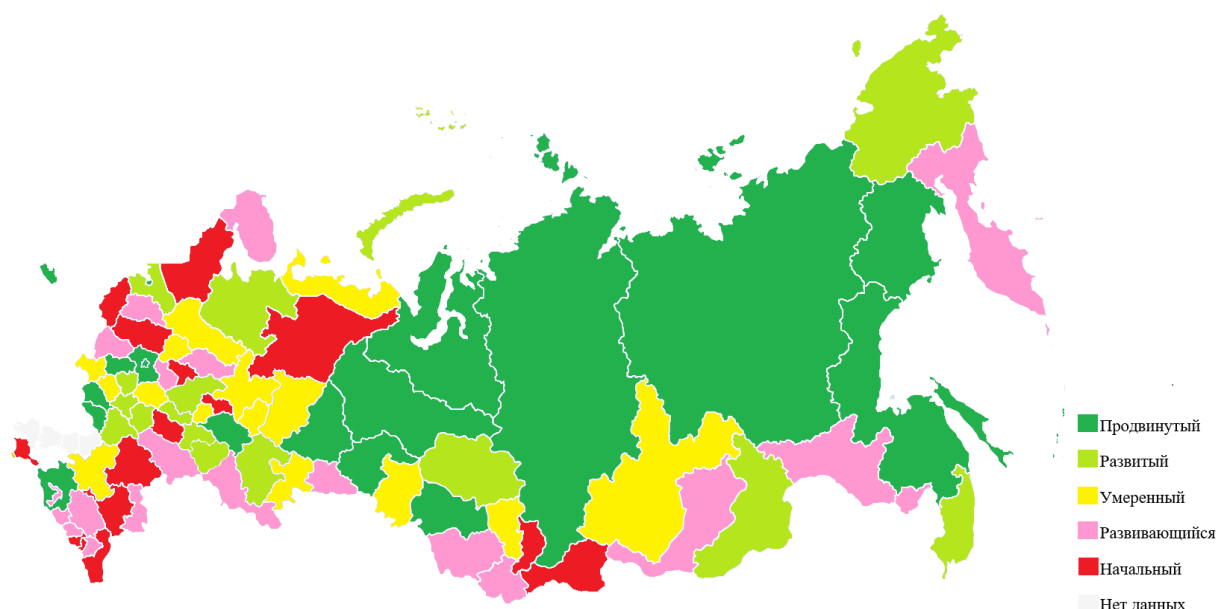 Продвинутый
Развитый
Умеренный
Развивающийся
Начальный
Нет данных